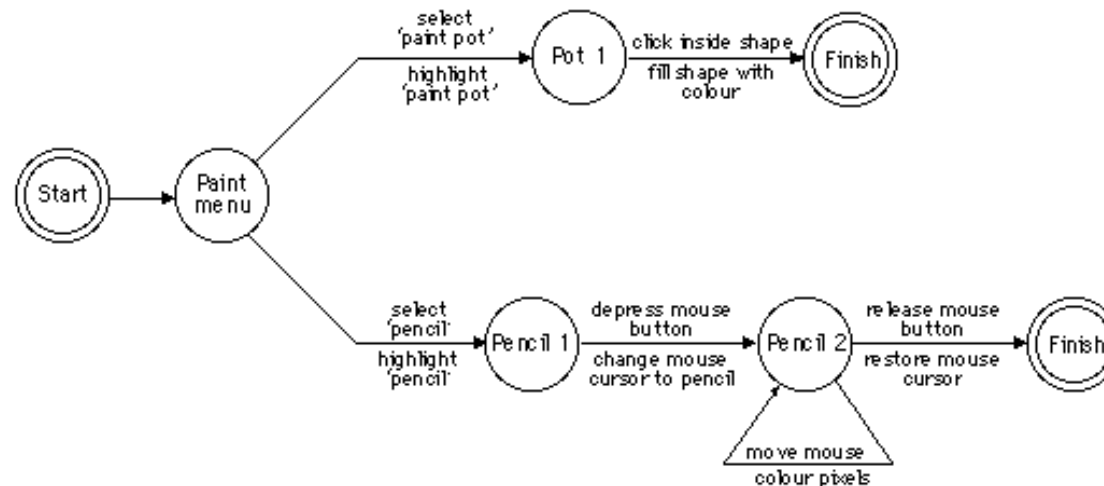 select
'paint pot'
highlight
'paint pot'
Pot 1
click inside shape
fill shape with
colour
Finish
Start
Paint
menu
select
'pencil'
highlight
'pencil'
Pencil 1
depress mouse
button
change mouse
cursor to pencil
Pencil 2
release mouse
button
restore mouse
cursor
Finish
move mouse
colour pixels